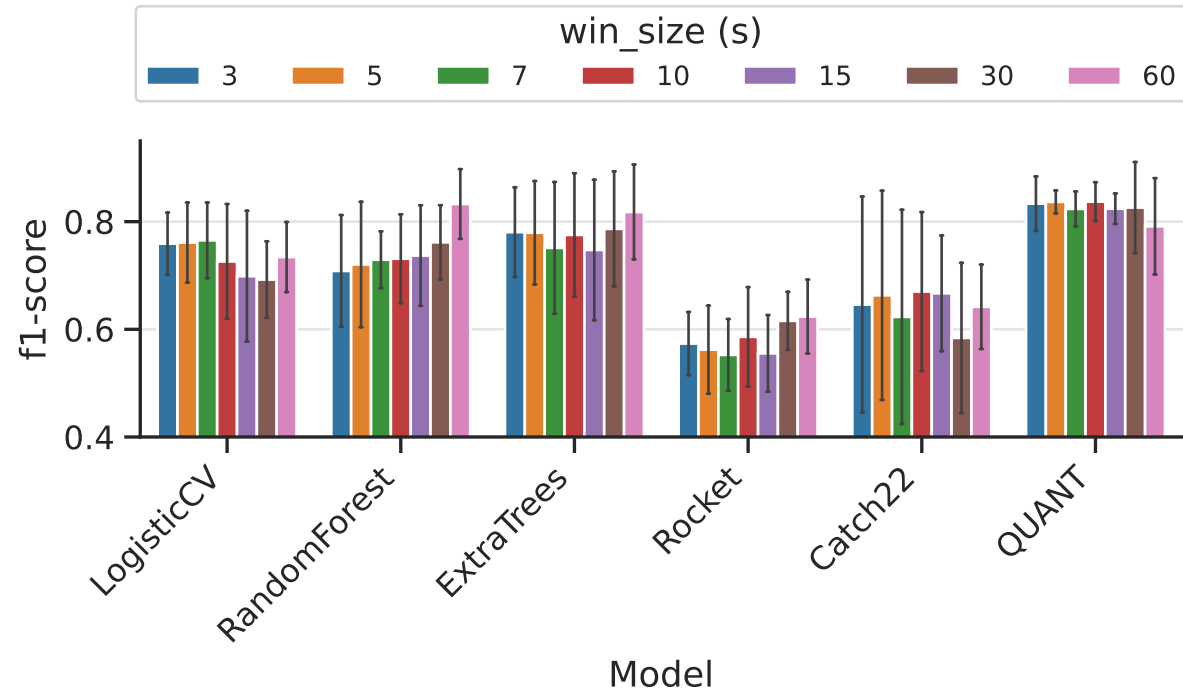 win_size (s)
3 5 7 10 15 30 60
f1-score
0.8
0.6
0.4
LogisticCV
RandomForest
ExtraTrees
Rocket
Catch22
QUANT
Model